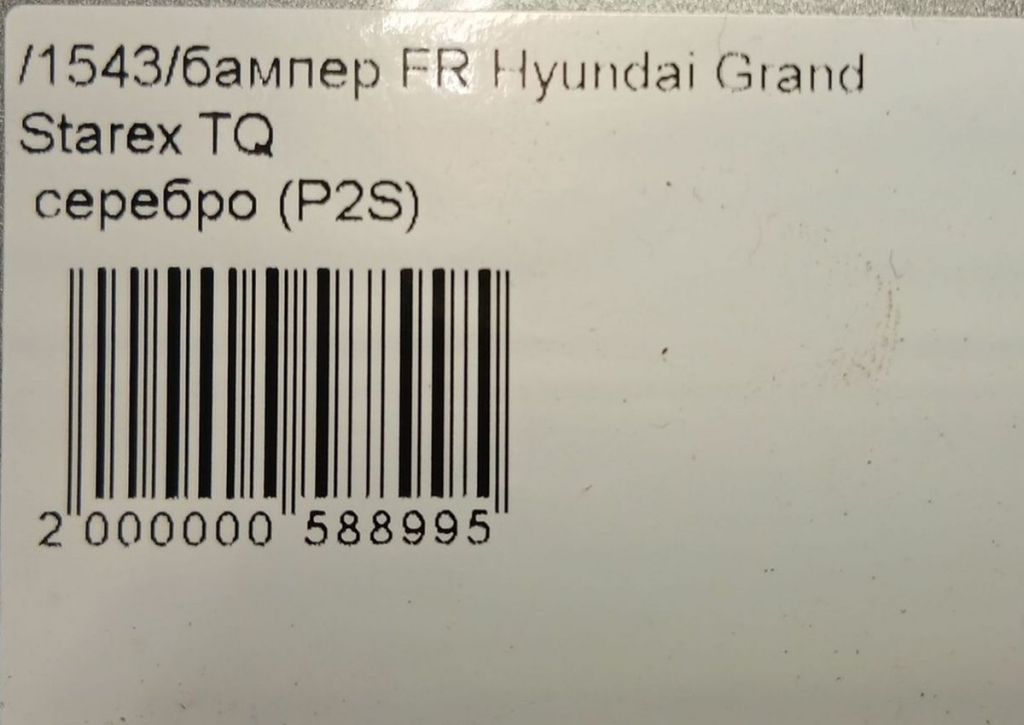 /1543/бампер FR Hyundai Grand
Starex TQ
серебро (P2S)
2 000000 588995